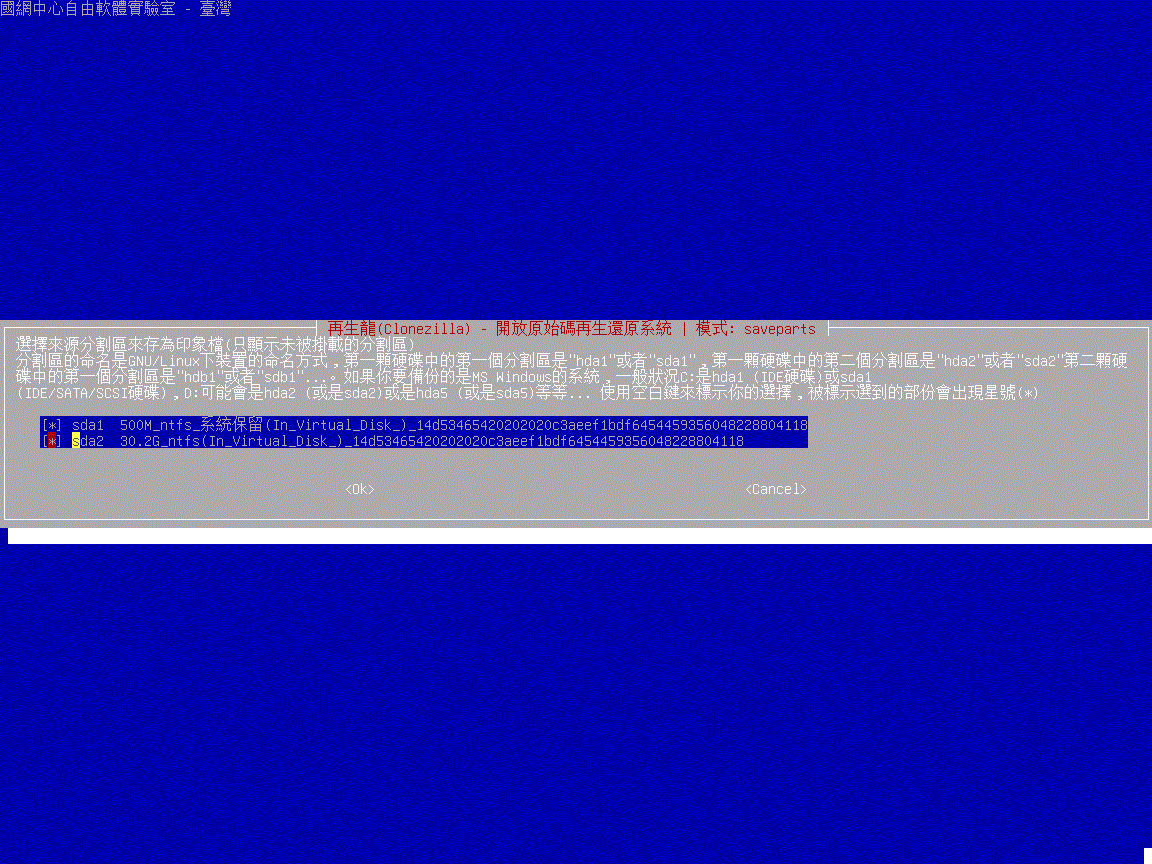 國網中心自由軟體實驗室 - 臺灣
再生龍(Clonezilla) - 開放原始碼再生還原系統 | 模式: saveparts
選擇來源分割區來存為印象檔(只顯示未被掛載的分割區)
分割區的命名是GNU/Linux下裝置的命名方式，第一顆硬碟中的第一個分割區是"hda1"或者"sda1"，第一顆硬碟中的第二個分割區是"hda2"或者"sda2"第二顆硬
碟中的第一個分割區是"hdb1"或者"sdb1"...。如果你要備份的是MS Windows的系統，一般狀況C:是hda1 (IDE硬碟)或sda1
(IDE/SATA/SCSI硬碟)，D:可能會是hda2 (或是sda2)或是hda5 (或是sda5)等等... 使用空白鍵來標示你的選擇，被標示選到的部份會出現星號(*)
[*] sda1 500M_ntfs_系統保留(In_Virtual_Disk_)_14d53465420202020c3aeef1bdf6454459356048228804118
[*] sda2 30.2G_ntfs(In_Virtual_Disk_)_14d53465420202020c3aeef1bdf6454459356048228804118
<Ok> <Cancel>